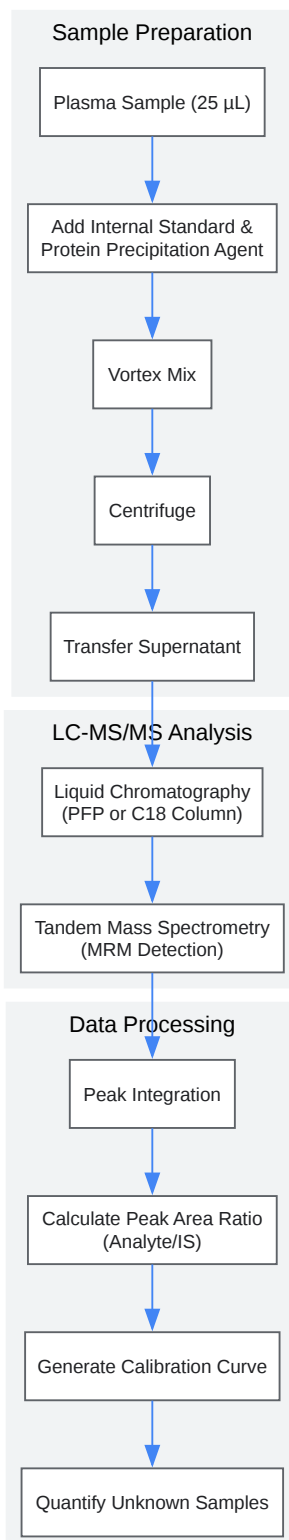 Sample Preparation
Plasma Sample (25 µL)
Add Internal Standard &
Protein Precipitation Agent
Vortex Mix
Centrifuge
Transfer Supernatant
LC-MS/MS Analysis
Liquid Chromatography
(PFP or C18 Column)
Tandem Mass Spectrometry
(MRM Detection)
Data Processing
Peak Integration
Calculate Peak Area Ratio
(Analyte/IS)
Generate Calibration Curve
Quantify Unknown Samples